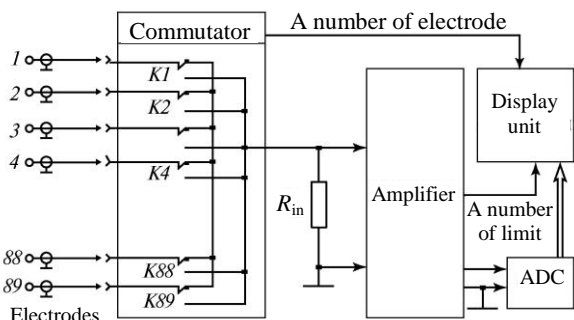 A number of electrode
Commutator
1
K1
2
K2
3
4
K4
Display
unit
Amplifier
R in
A number
of limit
88
K88
ADC
89
K89
Electrodes